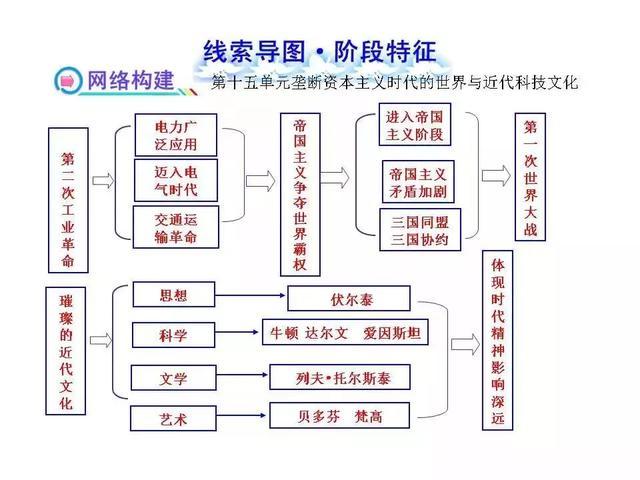 线索导图·阶段特征
网络构建
第十五单元垄断资本主义时代的世界与近代科技文化
第二次工业革命
电力广
泛应用
迈入电
气时代
交通运
输革命
帝国主义争夺世界霸权
进入帝国
主义阶段
帝国主义
矛盾加剧
三国同盟
三国协约
第一次世界大战
璀璨的近代文化
思想
伏尔泰
科学
牛顿 达尔文 爱因斯坦
文学
列夫·托尔斯泰
艺术
贝多芬 梵高
体现时代精神影响深远